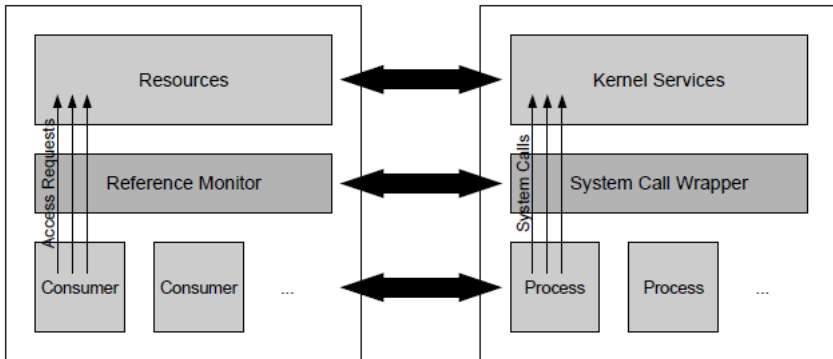 Resources
Kernel Services
Access Requests
System Calls
Reference Monitor
System Call Wrapper
Consumer
Consumer
...
Process
Process
...